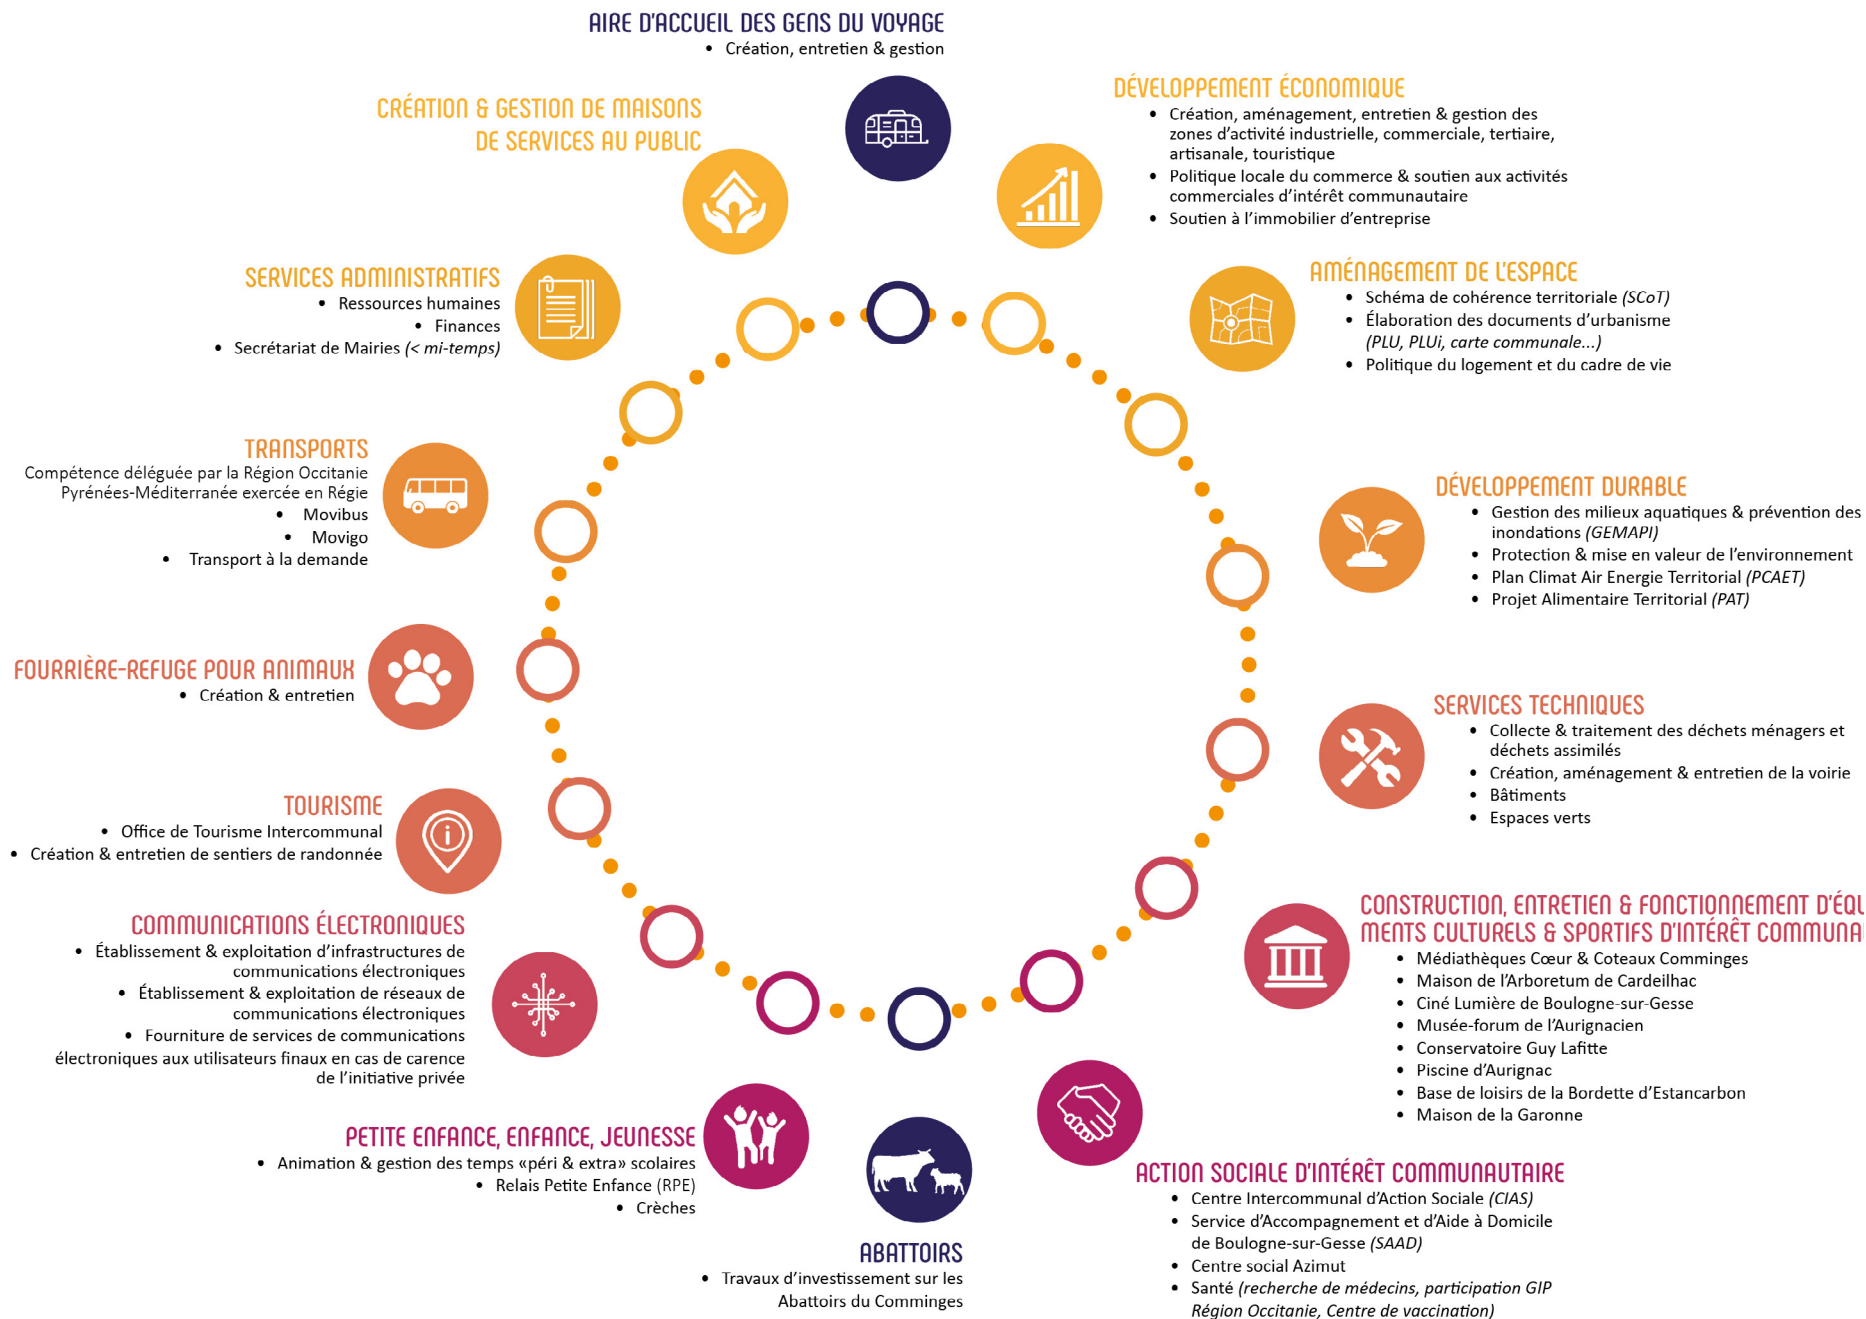 AIRE D'ACCUEIL DES GENS DU VOYAGE
• Création, entretien & gestion
DÉVELOPPEMENT ÉCONOMIQUE
• Création, aménagement, entretien & gestion des
zones d'activité industrielle, commerciale, tertiaire,
artisanale, touristique
• Politique locale du commerce & soutien aux activités
commerciales d'intérêt communautaire
• Soutien à l'immobilier d'entreprise
AMÉNAGEMENT DE L'ESPACE
• Schéma de cohérence territoriale (SCoT)
• Élaboration des documents d'urbanisme
(PLU, PLUi, carte communale...)
• Politique du logement et du cadre de vie
DÉVELOPPEMENT DURABLE
• Gestion des milieux aquatiques & prévention des
inondations (GEMAPI)
• Protection & mise en valeur de l'environnement
• Plan Climat Air Energie Territorial (PCAET)
• Projet Alimentaire Territorial (PAT)
SERVICES TECHNIQUES
• Collecte & traitement des déchets ménagers et
déchets assimilés
• Création, aménagement & entretien de la voirie
• Bâtiments
• Espaces verts
CONSTRUCTION, ENTRETIEN & FONCTIONNEMENT D'ÉQU
MENTS CULTURELS & SPORTIFS D'INTÉRÊT COMMUNA
• Médiathèques Cœur & Coteaux Comminges
• Maison de l'Arboretum de Cardeilhac
• Ciné Lumière de Boulogne-sur-Gesse
• Musée-forum de l'Aurignacien
• Conservatoire Guy Lafitte
• Piscine d'Aurignac
• Base de loisirs de la Bordette d'Estancarbon
• Maison de la Garonne
ACTION SOCIALE D'INTÉRÊT COMMUNAUTAIRE
• Centre Intercommunal d'Action Sociale (CIAS)
• Service d'Accompagnement et d'Aide à Domicile
de Boulogne-sur-Gesse (SAAD)
• Centre social Azimut
• Santé (recherche de médecins, participation GIP
Région Occitanie, Centre de vaccination)
ABATTOIRS
• Travaux d'investissement sur les
Abattoirs du Comminges
PETITE ENFANCE, ENFANCE, JEUNESSE
• Animation & gestion des temps «péri & extra» scolaires
• Relais Petite Enfance (RPE)
• Crèches
COMMUNICATIONS ÉLECTRONIQUES
• Établissement & exploitation d'infrastructures de
communications électroniques
• Établissement & exploitation de réseaux de
communications électroniques
• Fourniture de services de communications
électroniques aux utilisateurs finaux en cas de carence
de l'initiative privée
TOURISME
• Office de Tourisme Intercommunal
• Création & entretien de sentiers de randonnée
FOURRIÈRE-REFUGE POUR ANIMAUX
• Création & entretien
TRANSPORTS
Compétence déléguée par la Région Occitanie
Pyrénées-Méditerranée exercée en Régie
• Movibus
• Movigo
• Transport à la demande
SERVICES ADMINISTRATIFS
• Ressources humaines
• Finances
• Secrétariat de Mairies (< mi-temps)
CRÉATION & GESTION DE MAISONS
DE SERVICES AU PUBLIC